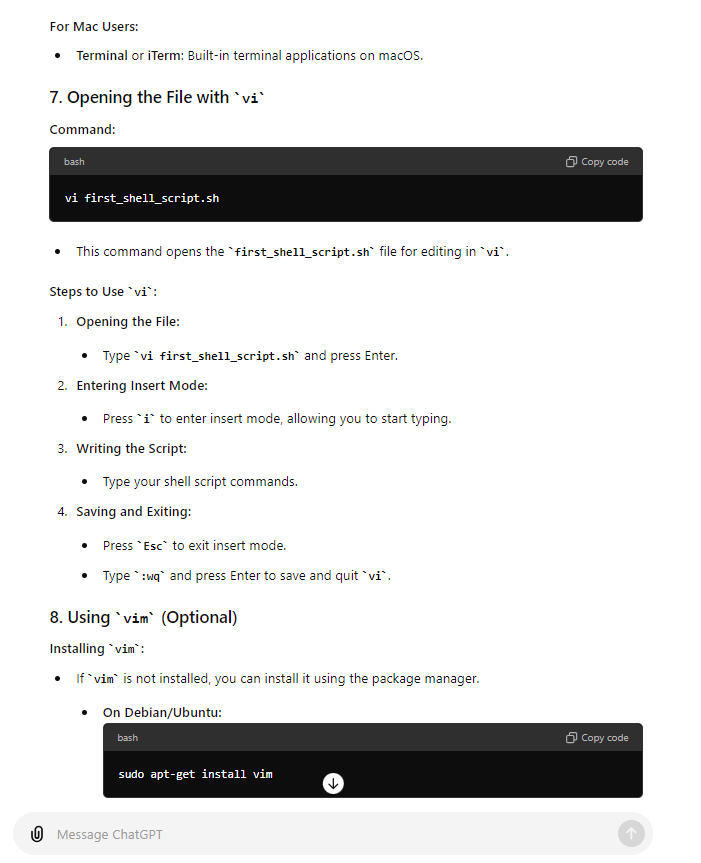 For Mac Users:
• Terminal or iTerm: Built-in terminal applications on macOS.
7. Opening the File with `vi`
Command:
bash
Copy code
vi first_shell_script.sh
• This command opens the `first_shell_script.sh` file for editing in `vi`.
Steps to Use `vi`:
1. Opening the File:
• Type `vi first_shell_script.sh` and press Enter.
2. Entering Insert Mode:
• Press `i` to enter insert mode, allowing you to start typing.
3. Writing the Script:
• Type your shell script commands.
4. Saving and Exiting:
• Press `Esc` to exit insert mode.
• Type `:wq` and press Enter to save and quit `vi`.
8. Using `vim` (Optional)
Installing `vim`:
• If `vim` is not installed, you can install it using the package manager.
• On Debian/Ubuntu:
bash
Copy code
sudo apt-get install vim
Message ChatGPT